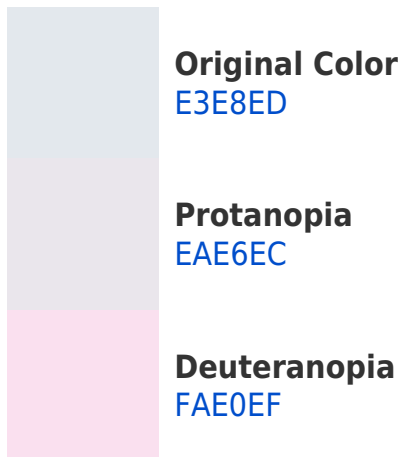 Original Color
E3E8ED
Protanopia
EAE6EC
Deuteranopia
FAE0EF